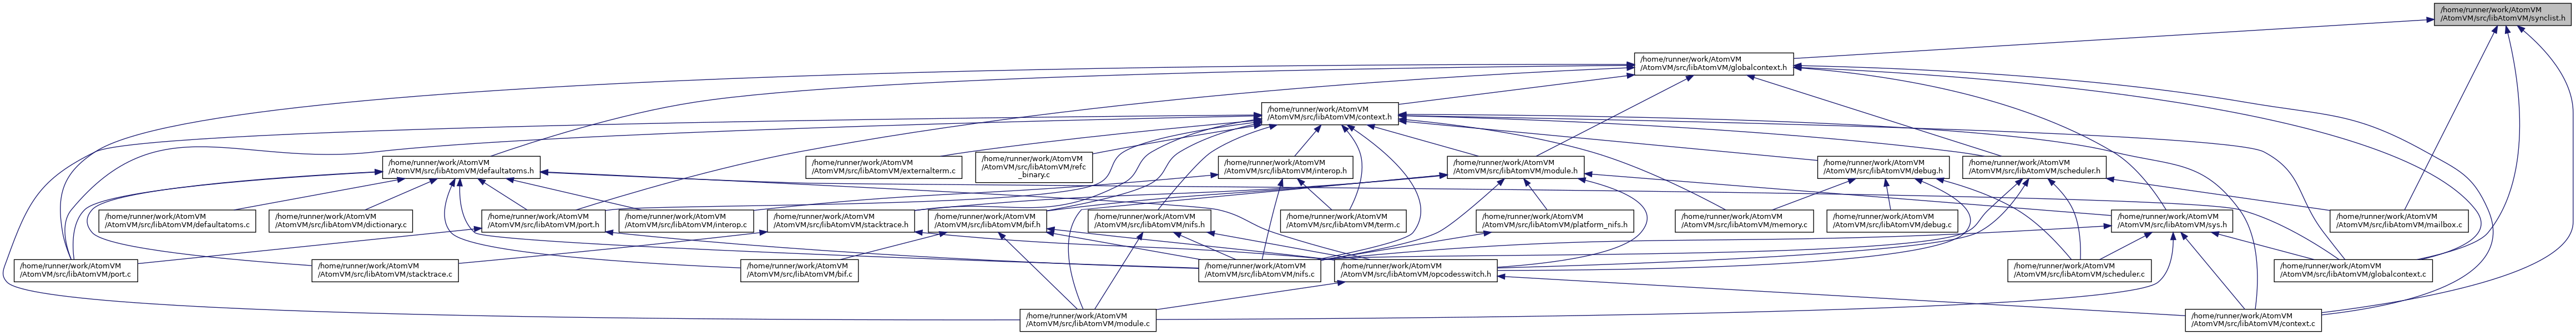 /home/runner/work/AtomVM
/AtomVM/src/libAtomVM/synclist.h
/home/runner/work/AtomVM
/AtomVM/src/libAtomVM/globalcontext.h
/home/runner/work/AtomVM
/AtomVM/src/libAtomVM/context.h
/home/runner/work/AtomVM
/AtomVM/src/libAtomVM/defaultatoms.h
/home/runner/work/AtomVM
/AtomVM/src/libAtomVM/externalterm.c
/home/runner/work/AtomVM
/AtomVM/src/libAtomVM/refc
_binary.c
/home/runner/work/AtomVM
/AtomVM/src/libAtomVM/interop.h
/home/runner/work/AtomVM
/AtomVM/src/libAtomVM/module.h
/home/runner/work/AtomVM
/AtomVM/src/libAtomVM/debug.h
/home/runner/work/AtomVM
/AtomVM/src/libAtomVM/scheduler.h
/home/runner/work/AtomVM
/AtomVM/src/libAtomVM/defaultatoms.c
/home/runner/work/AtomVM
/AtomVM/src/libAtomVM/dictionary.c
/home/runner/work/AtomVM
/AtomVM/src/libAtomVM/port.h
/home/runner/work/AtomVM
/AtomVM/src/libAtomVM/interop.c
/home/runner/work/AtomVM
/AtomVM/src/libAtomVM/stacktrace.h
/home/runner/work/AtomVM
/AtomVM/src/libAtomVM/bif.h
/home/runner/work/AtomVM
/AtomVM/src/libAtomVM/nifs.h
/home/runner/work/AtomVM
/AtomVM/src/libAtomVM/term.c
/home/runner/work/AtomVM
/AtomVM/src/libAtomVM/platform_nifs.h
/home/runner/work/AtomVM
/AtomVM/src/libAtomVM/memory.c
/home/runner/work/AtomVM
/AtomVM/src/libAtomVM/debug.c
/home/runner/work/AtomVM
/AtomVM/src/libAtomVM/sys.h
/home/runner/work/AtomVM
/AtomVM/src/libAtomVM/mailbox.c
/home/runner/work/AtomVM
/AtomVM/src/libAtomVM/port.c
/home/runner/work/AtomVM
/AtomVM/src/libAtomVM/stacktrace.c
/home/runner/work/AtomVM
/AtomVM/src/libAtomVM/bif.c
/home/runner/work/AtomVM
/AtomVM/src/libAtomVM/nifs.c
/home/runner/work/AtomVM
/AtomVM/src/libAtomVM/opcodesswitch.h
/home/runner/work/AtomVM
/AtomVM/src/libAtomVM/scheduler.c
/home/runner/work/AtomVM
/AtomVM/src/libAtomVM/globalcontext.c
/home/runner/work/AtomVM
/AtomVM/src/libAtomVM/module.c
/home/runner/work/AtomVM
/AtomVM/src/libAtomVM/context.c